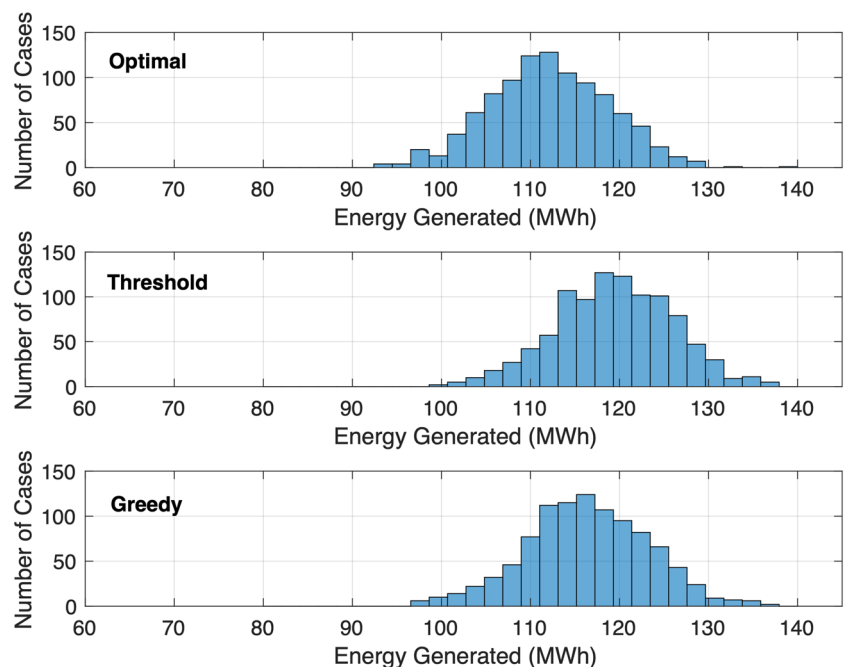 Number of Cases
150
100
50
0
Optimal
60 70 80 90 100 110 120 130 140
Energy Generated (MWh)
Number of Cases
150
100
50
0
Threshold
60 70 80 90 100 110 120 130 140
Energy Generated (MWh)
Number of Cases
150
100
50
0
Greedy
60 70 80 90 100 110 120 130 140
Energy Generated (MWh)